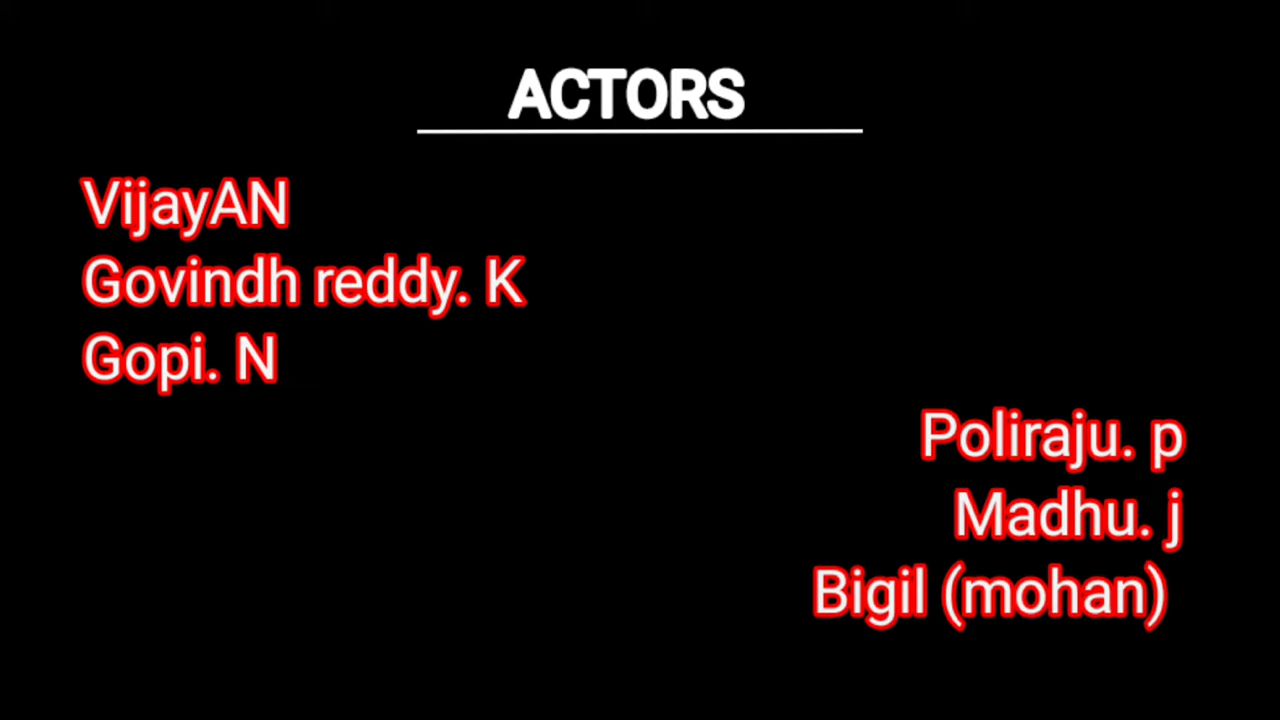 ACTORS
VijayAN
Govindh reddy. K
Gopi. N
Poliraju. p
Madhu. j
Bigil (mohan)